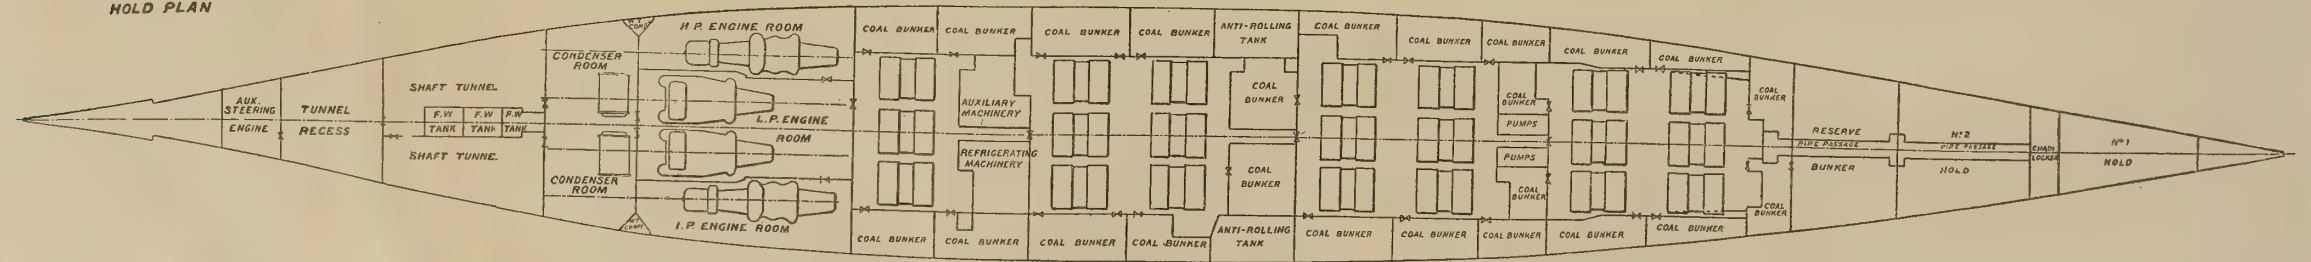 HOLD PLAN
AUX.
STEERING
ENGINE
TUNNEL
RECESS
SHAFT TUNNEL
F.W
TANK
F.W
TANK
F.W
TANK
SHAFT TUNNEL
CONDENSER
ROOM
CONDENSER
ROOM
W.T
COMPT
W.T
COMPT
H.P. ENGINE ROOM
L.P. ENGINE
ROOM
I.P. ENGINE ROOM
COAL BUNKER
COAL BUNKER
COAL BUNKER
COAL BUNKER
ANTI-ROLLING
TANK
COAL BUNKER
COAL BUNKER
COAL BUNKER
COAL BUNKER
COAL BUNKER
AUXILIARY
MACHINERY
REFRIGERATING
MACHINERY
COAL
BUNKER
COAL
BUNKER
COAL
BUNKER
PUMPS
PUMPS
COAL
BUNKER
COAL
BUNKER
COAL
BUNKER
COAL BUNKER
COAL BUNKER
COAL BUNKER
COAL BUNKER
ANTI-ROLLING
TANK
COAL BUNKER
COAL BUNKER
COAL BUNKER
COAL BUNKER
COAL BUNKER
RESERVE
PIPE PASSAGE
BUNKER
Nº2
PIPE PASSAGE
HOLD
LOCKER
Nº1
HOLD